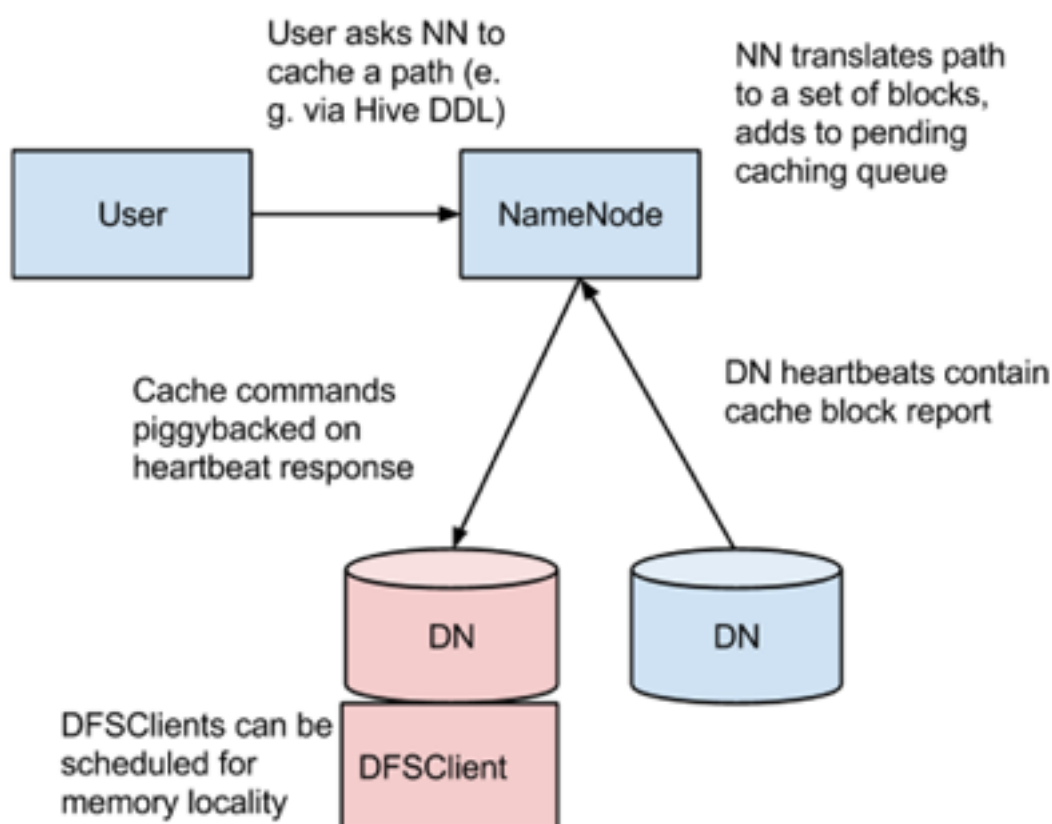 User asks NN to
cache a path (e.
g. via Hive DDL)
NN translates path
to a set of blocks,
adds to pending
caching queue
User
NameNode
Cache commands
piggybacked on
heartbeat response
DN heartbeats contain
cache block report
DN
DN
DFSClients can be
scheduled for
memory locality
DFSClient